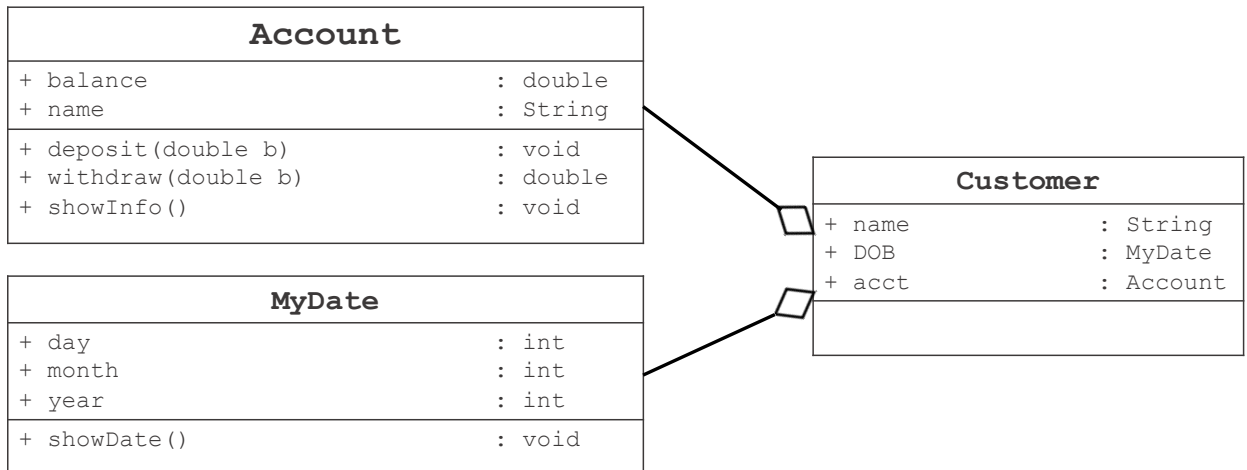 Account
+ balance : double
+ name : String
+ deposit(double b) : void
+ withdraw(double b) : double
+ showInfo() : void
Customer
+ name : String
+ DOB : MyDate
+ acct : Account
MyDate
+ day : int
+ month : int
+ year : int
+ showDate() : void